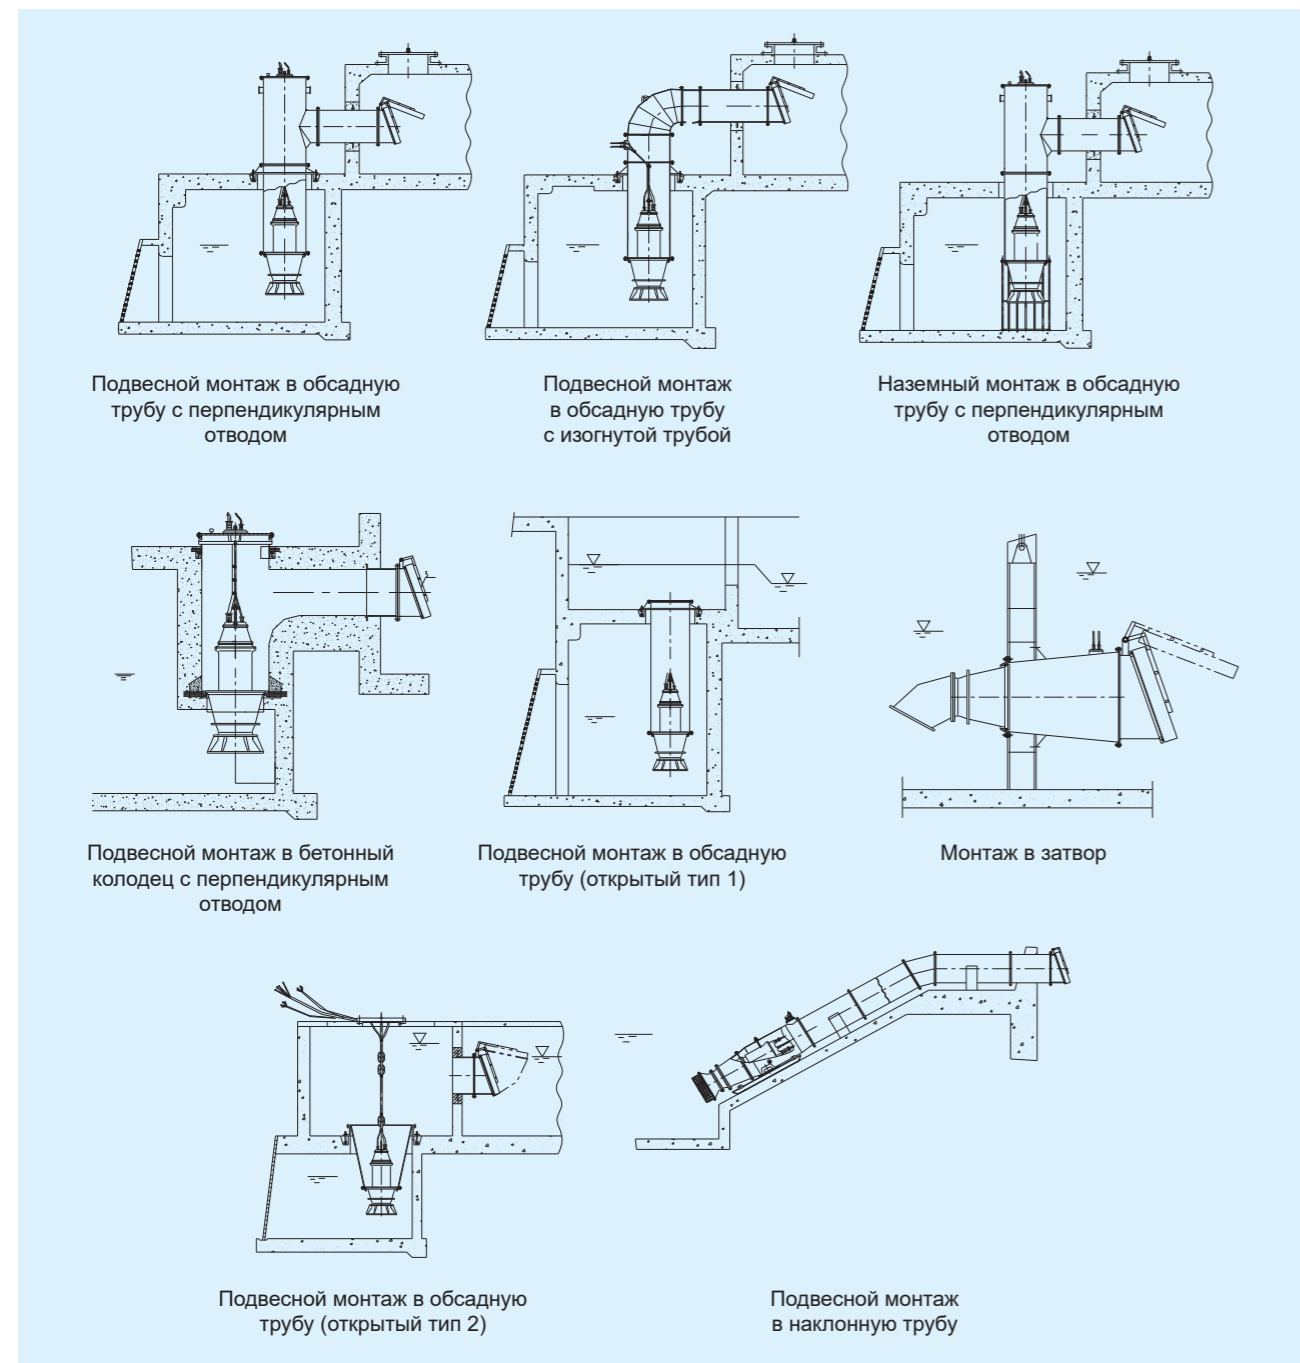 Подвесной монтаж в обсадную
трубу с перпендикулярным
отводом
Подвесной монтаж
в обсадную трубу
с изогнутой трубой
Наземный монтаж в обсадную
трубу с перпендикулярным
отводом
Подвесной монтаж в бетонный
колодец с перпендикулярным
отводом
Подвесной монтаж в обсадную
трубу (открытый тип 1)
Монтаж в затвор
Подвесной монтаж в обсадную
трубу (открытый тип 2)
Подвесной монтаж
в наклонную трубу